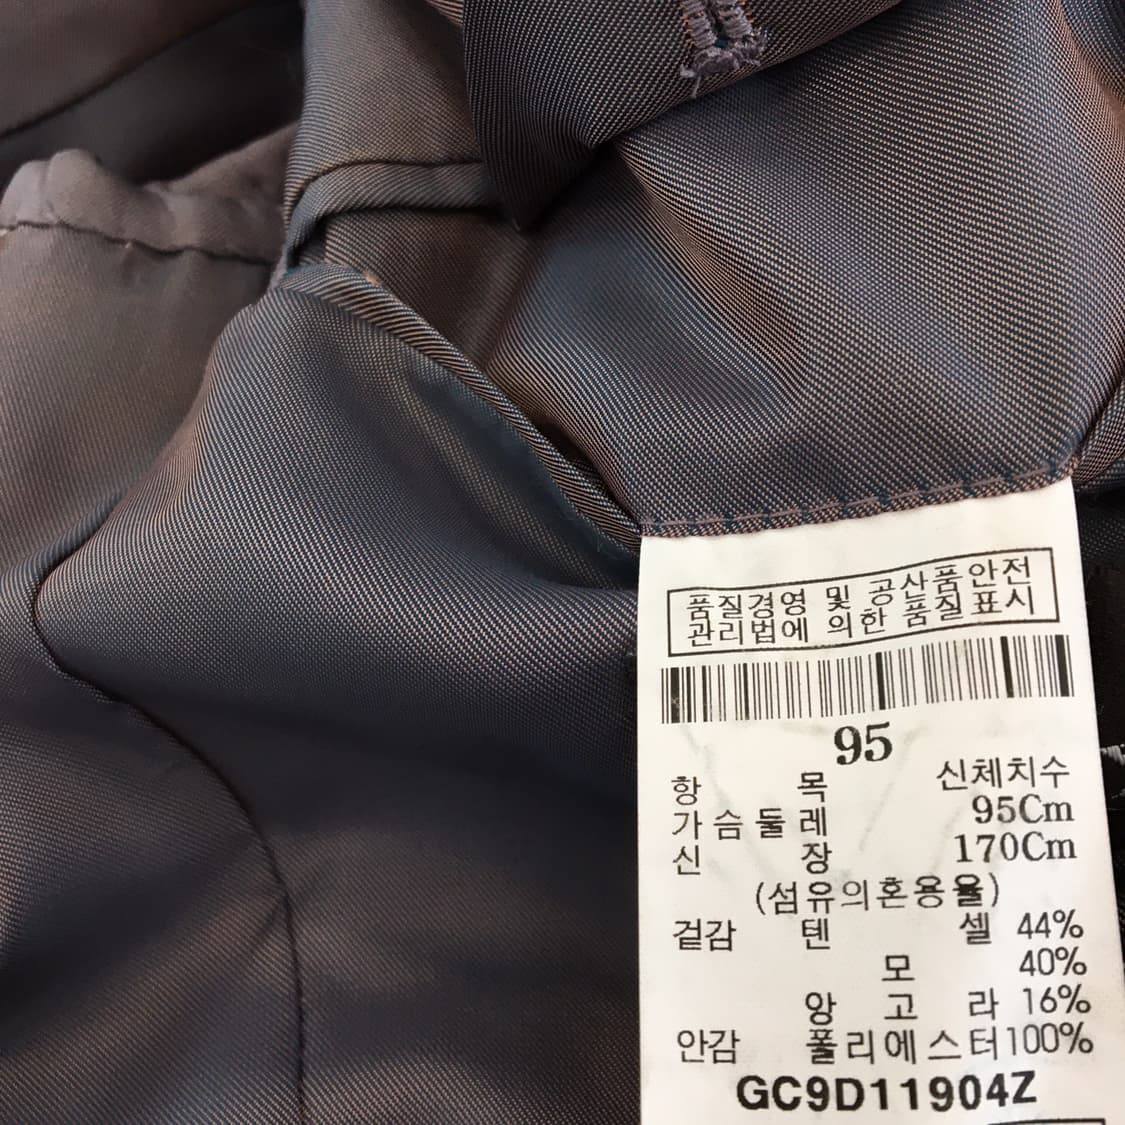 품질경영 및 공산품안전
관리법에 의한 품질표시
95
항 목 신체치수
가슴둘레 95Cm
신 장 170Cm
(섬유의혼용율)
겉감 텐 셀 44%
모 40%
앙 고 라 16%
안감 폴리에스터100%
GC9D11904Z